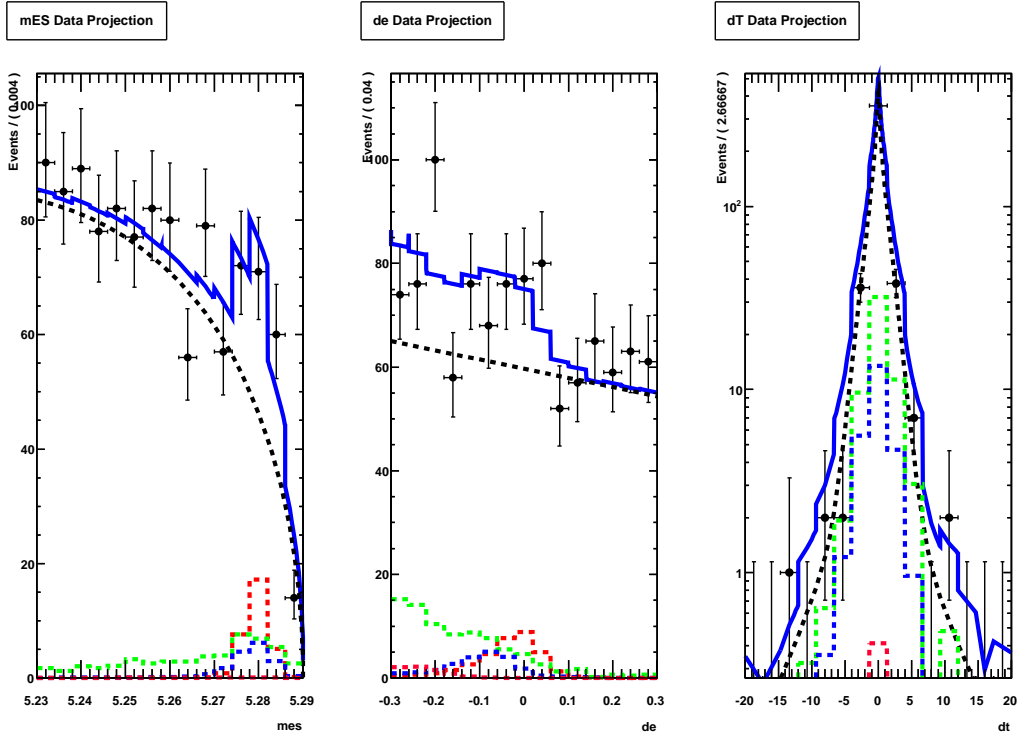 mES Data Projection
Events / ( 0.004 )
100
80
60
40
20
0
5.23 5.24 5.25 5.26 5.27 5.28 5.29
mes
de Data Projection
Events / ( 0.04 )
100
80
60
40
20
0
-0.3 -0.2 -0.1 0 0.1 0.2 0.3
de
dT Data Projection
Events / ( 2.66667 )
10²
10
1
-20 -15 -10 -5 0 5 10 15 20
dt